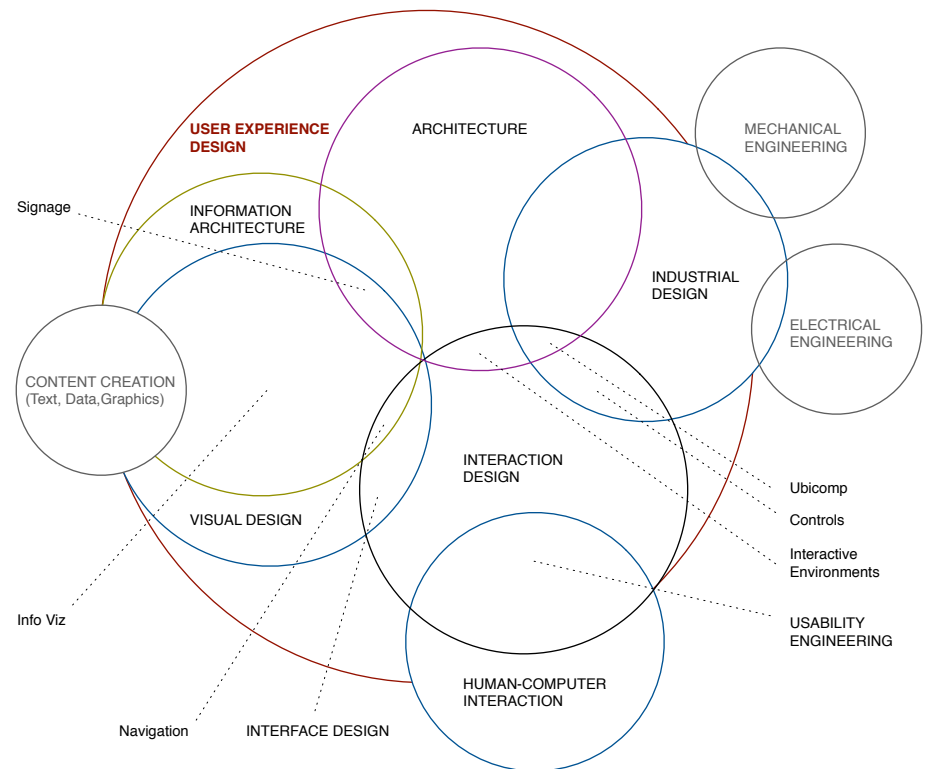 USER EXPERIENCE
DESIGN
ARCHITECTURE
MECHANICAL
ENGINEERING
Signage
INFORMATION
ARCHITECTURE
INDUSTRIAL
DESIGN
ELECTRICAL
ENGINEERING
CONTENT CREATION
(Text, Data,Graphics)
INTERACTION
DESIGN
VISUAL DESIGN
Ubicomp
Controls
Interactive
Environments
Info Viz
USABILITY
ENGINEERING
HUMAN-COMPUTER
INTERACTION
Navigation
INTERFACE DESIGN